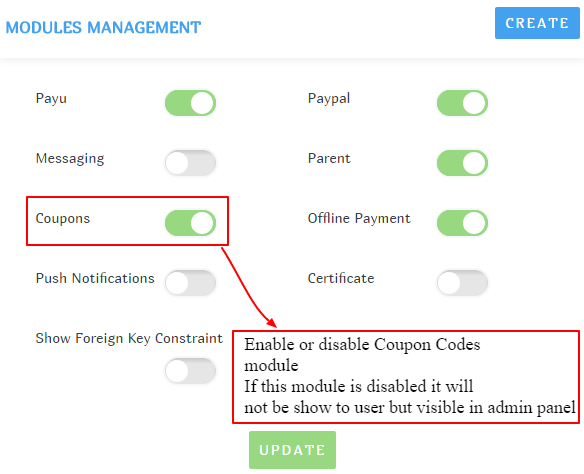 MODULES MANAGEMENT
CREATE
Payu
Paypal
Messaging
Parent
Coupons
Offline Payment
Push Notifications
Certificate
Show Foreign Key Constraint
Enable or disable Coupon Codes
module
If this module is disabled it will
not be show to user but visible in admin panel
UPDATE